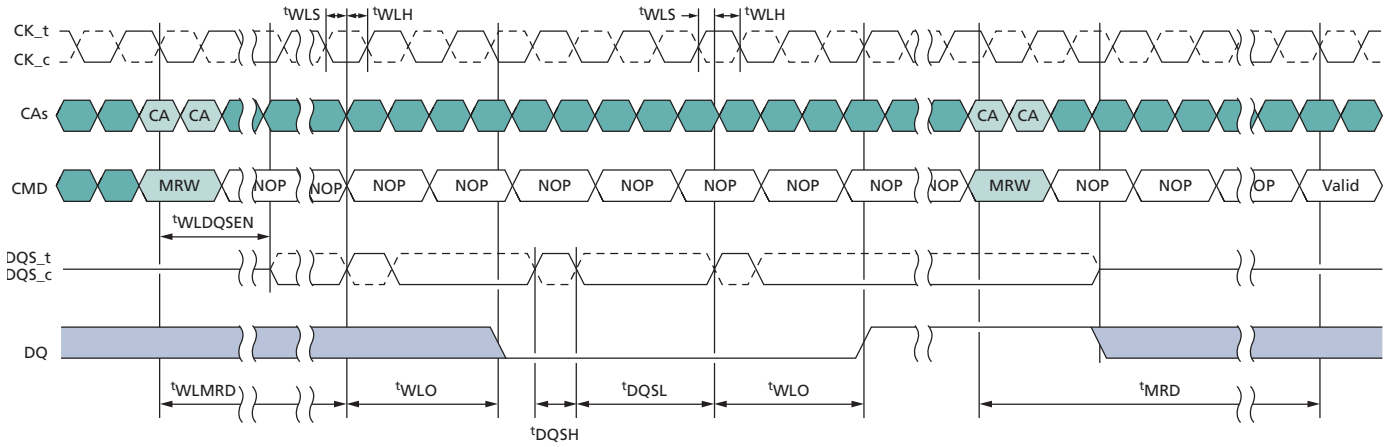 tWLS tWLH tWLS tWLH
CK_t
CK_c
CAs CA CA CA CA
CMD MRW NOP NOP NOP NOP NOP NOP NOP NOP NOP NOP MRW NOP NOP OP Valid
tWLDQSEN
DQS_t
DQS_c
DQ
tWLMRD tWLO tDQSL tWLO tMRD
tDQSH